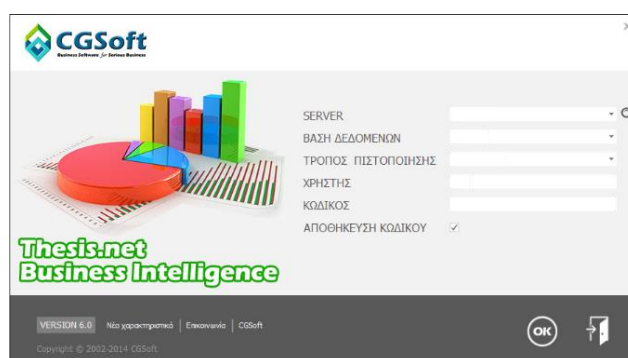 CGSoft
Business Software for Serious Business
SERVER
ΒΑΣΗ ΔΕΔΟΜΕΝΩΝ
ΤΡΟΠΟΣ ΠΙΣΤΟΠΟΙΗΣΗΣ
ΧΡΗΣΤΗΣ
ΚΩΔΙΚΟΣ
ΑΠΟΘΗΚΕΥΣΗ ΚΩΔΙΚΟΥ
Thesis.net
Business Intelligence
VERSION 6.0 Νέα χαρακτηριστικά | Επικοινωνία | CGSoft
OK
Copyright © 2002-2014 CGSoft